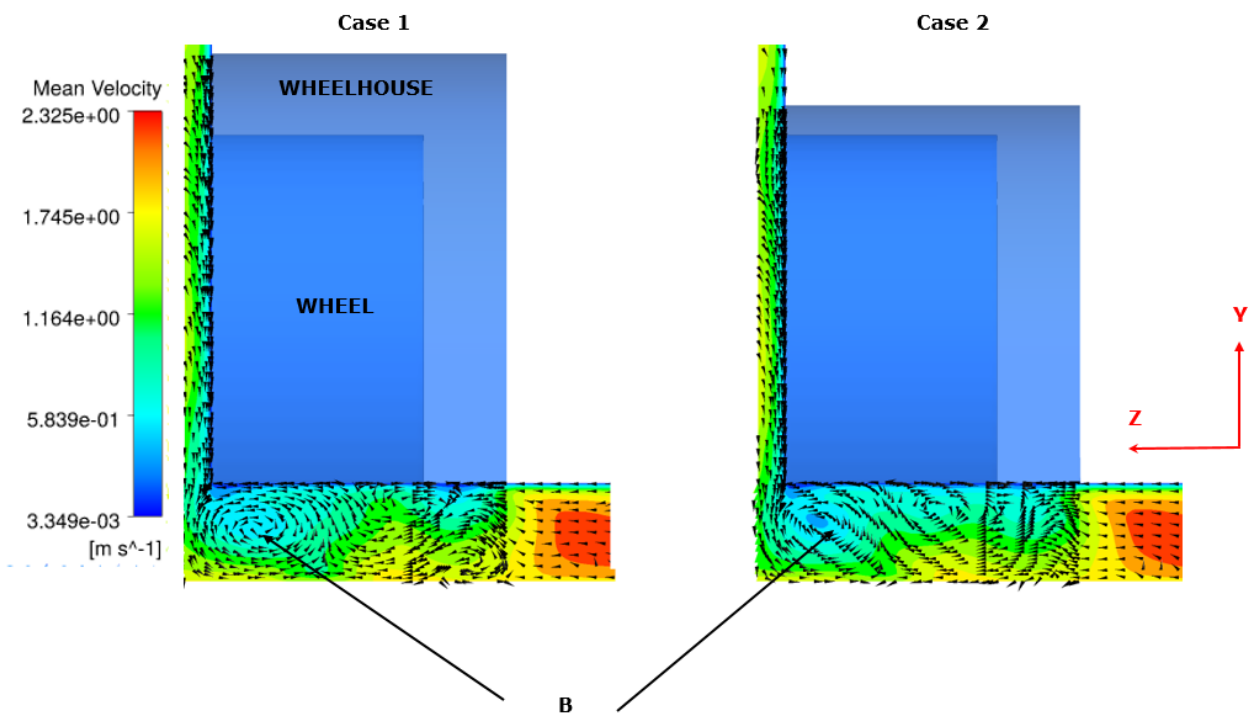 Case 1
Case 2
Mean Velocity
2.325e+00
1.745e+00
1.164e+00
5.839e-01
3.349e-03
[m s^-1]
WHEELHOUSE
WHEEL
Y
Z
B